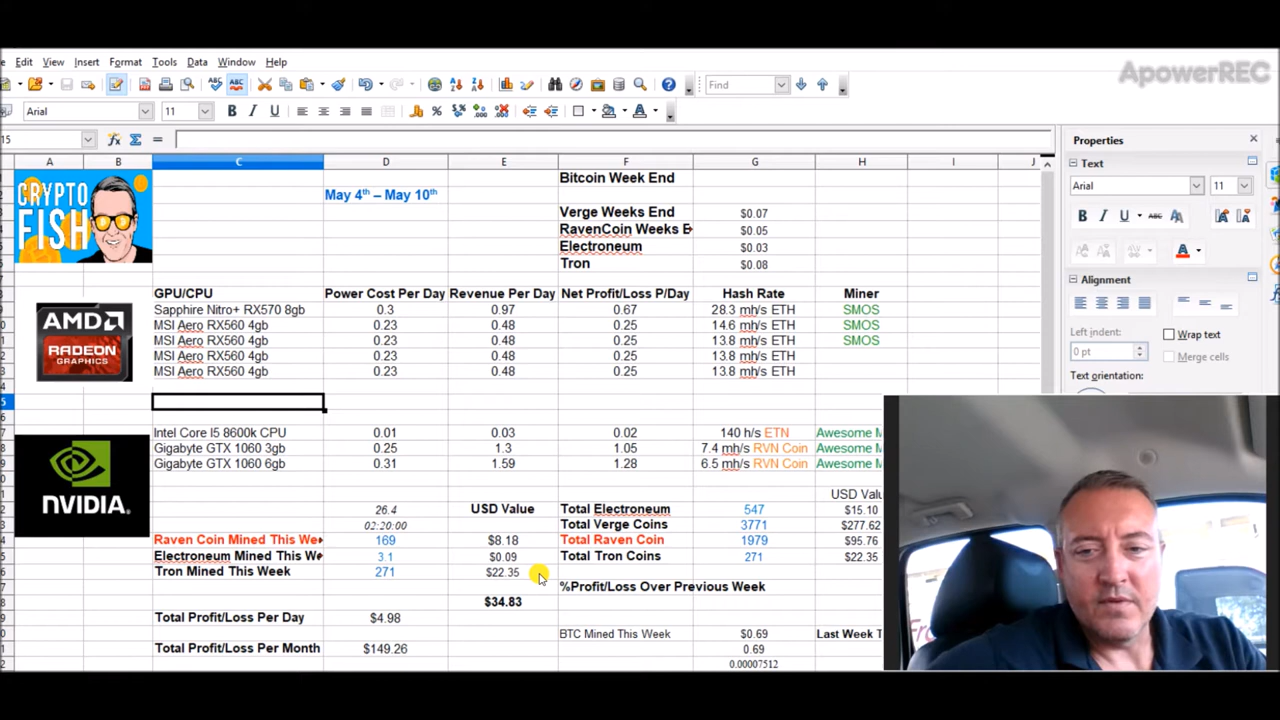 ApowerREC
Edit View Insert Format Tools Data Window Help
Find
Arial 11
15
Properties
A B C D E F G H I J
CRYPTO FISH
Bitcoin Week End
May 4th – May 10th
Text
Arial 11
Verge Weeks End $0.07
RavenCoin Weeks E $0.05
Electroneum $0.03
Tron $0.08
Alignment
GPU/CPU Power Cost Per Day Revenue Per Day Net Profit/Loss P/Day Hash Rate Miner
AMD RADEON GRAPHICS
Sapphire Nitro+ RX570 8gb 0.3 0.97 0.67 28.3 mh/s ETH SMOS
MSI Aero RX560 4gb 0.23 0.48 0.25 14.6 mh/s ETH SMOS
MSI Aero RX560 4gb 0.23 0.48 0.25 13.8 mh/s ETH SMOS
MSI Aero RX560 4gb 0.23 0.48 0.25 13.8 mh/s ETH
MSI Aero RX560 4gb 0.23 0.48 0.25 13.8 mh/s ETH
Left indent:
Wrap text
0 pt
Merge cells
Text orientation:
NVIDIA
Intel Core I5 8600k CPU 0.01 0.03 0.02 140 h/s ETN Awesome M
Gigabyte GTX 1060 3gb 0.25 1.3 1.05 7.4 mh/s RVN Coin Awesome M
Gigabyte GTX 1060 6gb 0.31 1.59 1.28 6.5 mh/s RVN Coin Awesome M
USD Valu
26.4 USD Value Total Electroneum 547 $15.10
02:20:00 Total Verge Coins 3771 $277.62
Raven Coin Mined This We 169 $8.18 Total Raven Coin 1979 $95.76
Electroneum Mined This W 3.1 $0.09 Total Tron Coins 271 $22.35
Tron Mined This Week 271 $22.35
%Profit/Loss Over Previous Week
$34.83
Total Profit/Loss Per Day $4.98
BTC Mined This Week $0.69 Last Week T
Total Profit/Loss Per Month $149.26 0.69
0.00007512